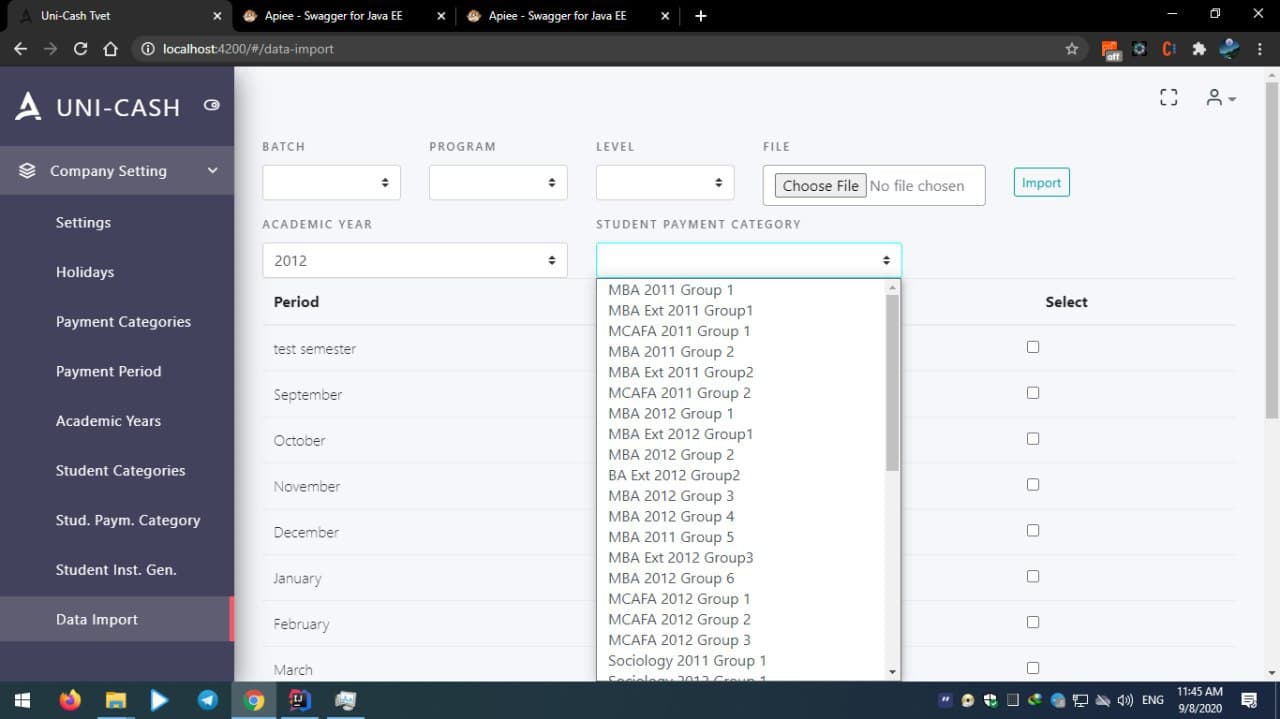 Uni-Cash Tvet
Apiee - Swagger for Java EE
Apiee - Swagger for Java EE
localhost:4200/#/data-import
off
UNI-CASH
Company Setting
Settings
Holidays
Payment Categories
Payment Period
Academic Years
Student Categories
Stud. Paym. Category
Student Inst. Gen.
Data Import
BATCH
PROGRAM
LEVEL
FILE
Choose File No file chosen
Import
ACADEMIC YEAR
STUDENT PAYMENT CATEGORY
2012
Period
Select
test semester
September
October
November
December
January
February
March
MBA 2011 Group 1
MBA Ext 2011 Group1
MCAFA 2011 Group 1
MBA 2011 Group 2
MBA Ext 2011 Group2
MCAFA 2011 Group 2
MBA 2012 Group 1
MBA Ext 2012 Group1
MBA 2012 Group 2
BA Ext 2012 Group2
MBA 2012 Group 3
MBA 2012 Group 4
MBA 2011 Group 5
MBA Ext 2012 Group3
MBA 2012 Group 6
MCAFA 2012 Group 1
MCAFA 2012 Group 2
MCAFA 2012 Group 3
Sociology 2011 Group 1
Sociology 2012 Group 1
ENG
11:45 AM
9/8/2020